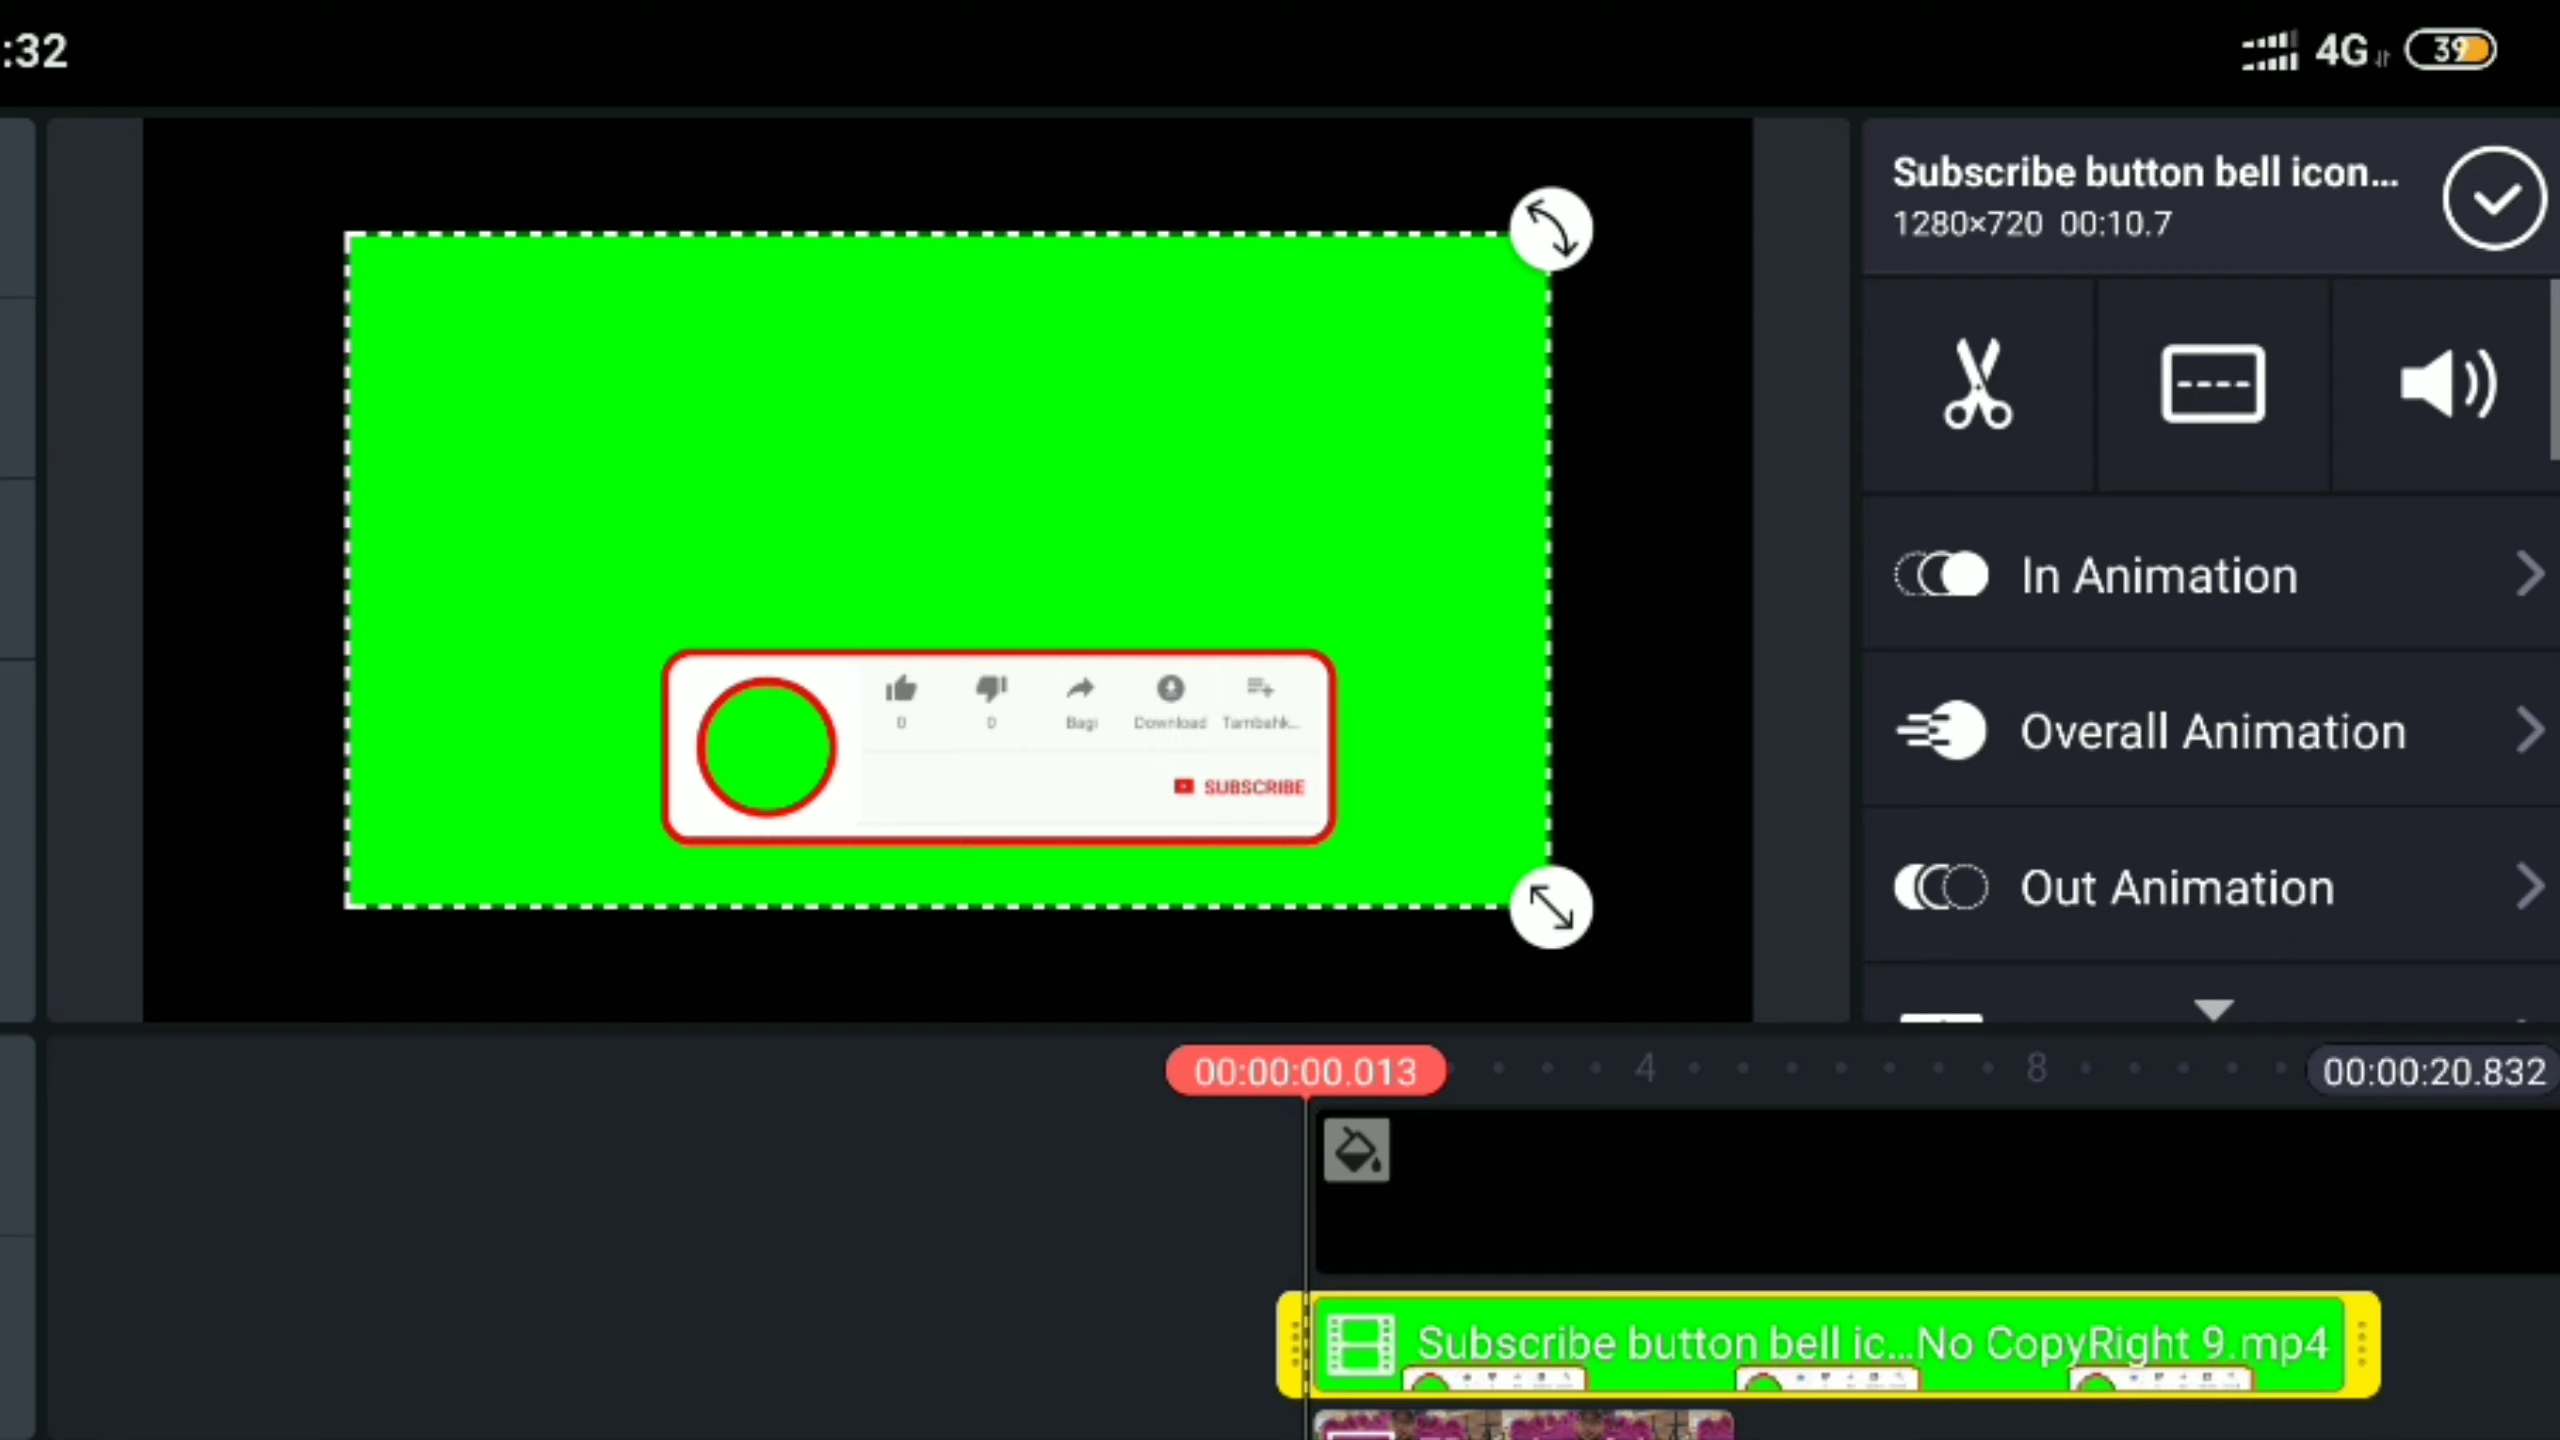 :32
4G 39
Subscribe button bell icon...
1280×720 00:10.7
In Animation
Overall Animation
Out Animation
0 0 Bagi Download Tambahk...
SUBSCRIBE
00:00:00.013 4 8 00:00:20.832
Subscribe button bell ic...No CopyRight 9.mp4